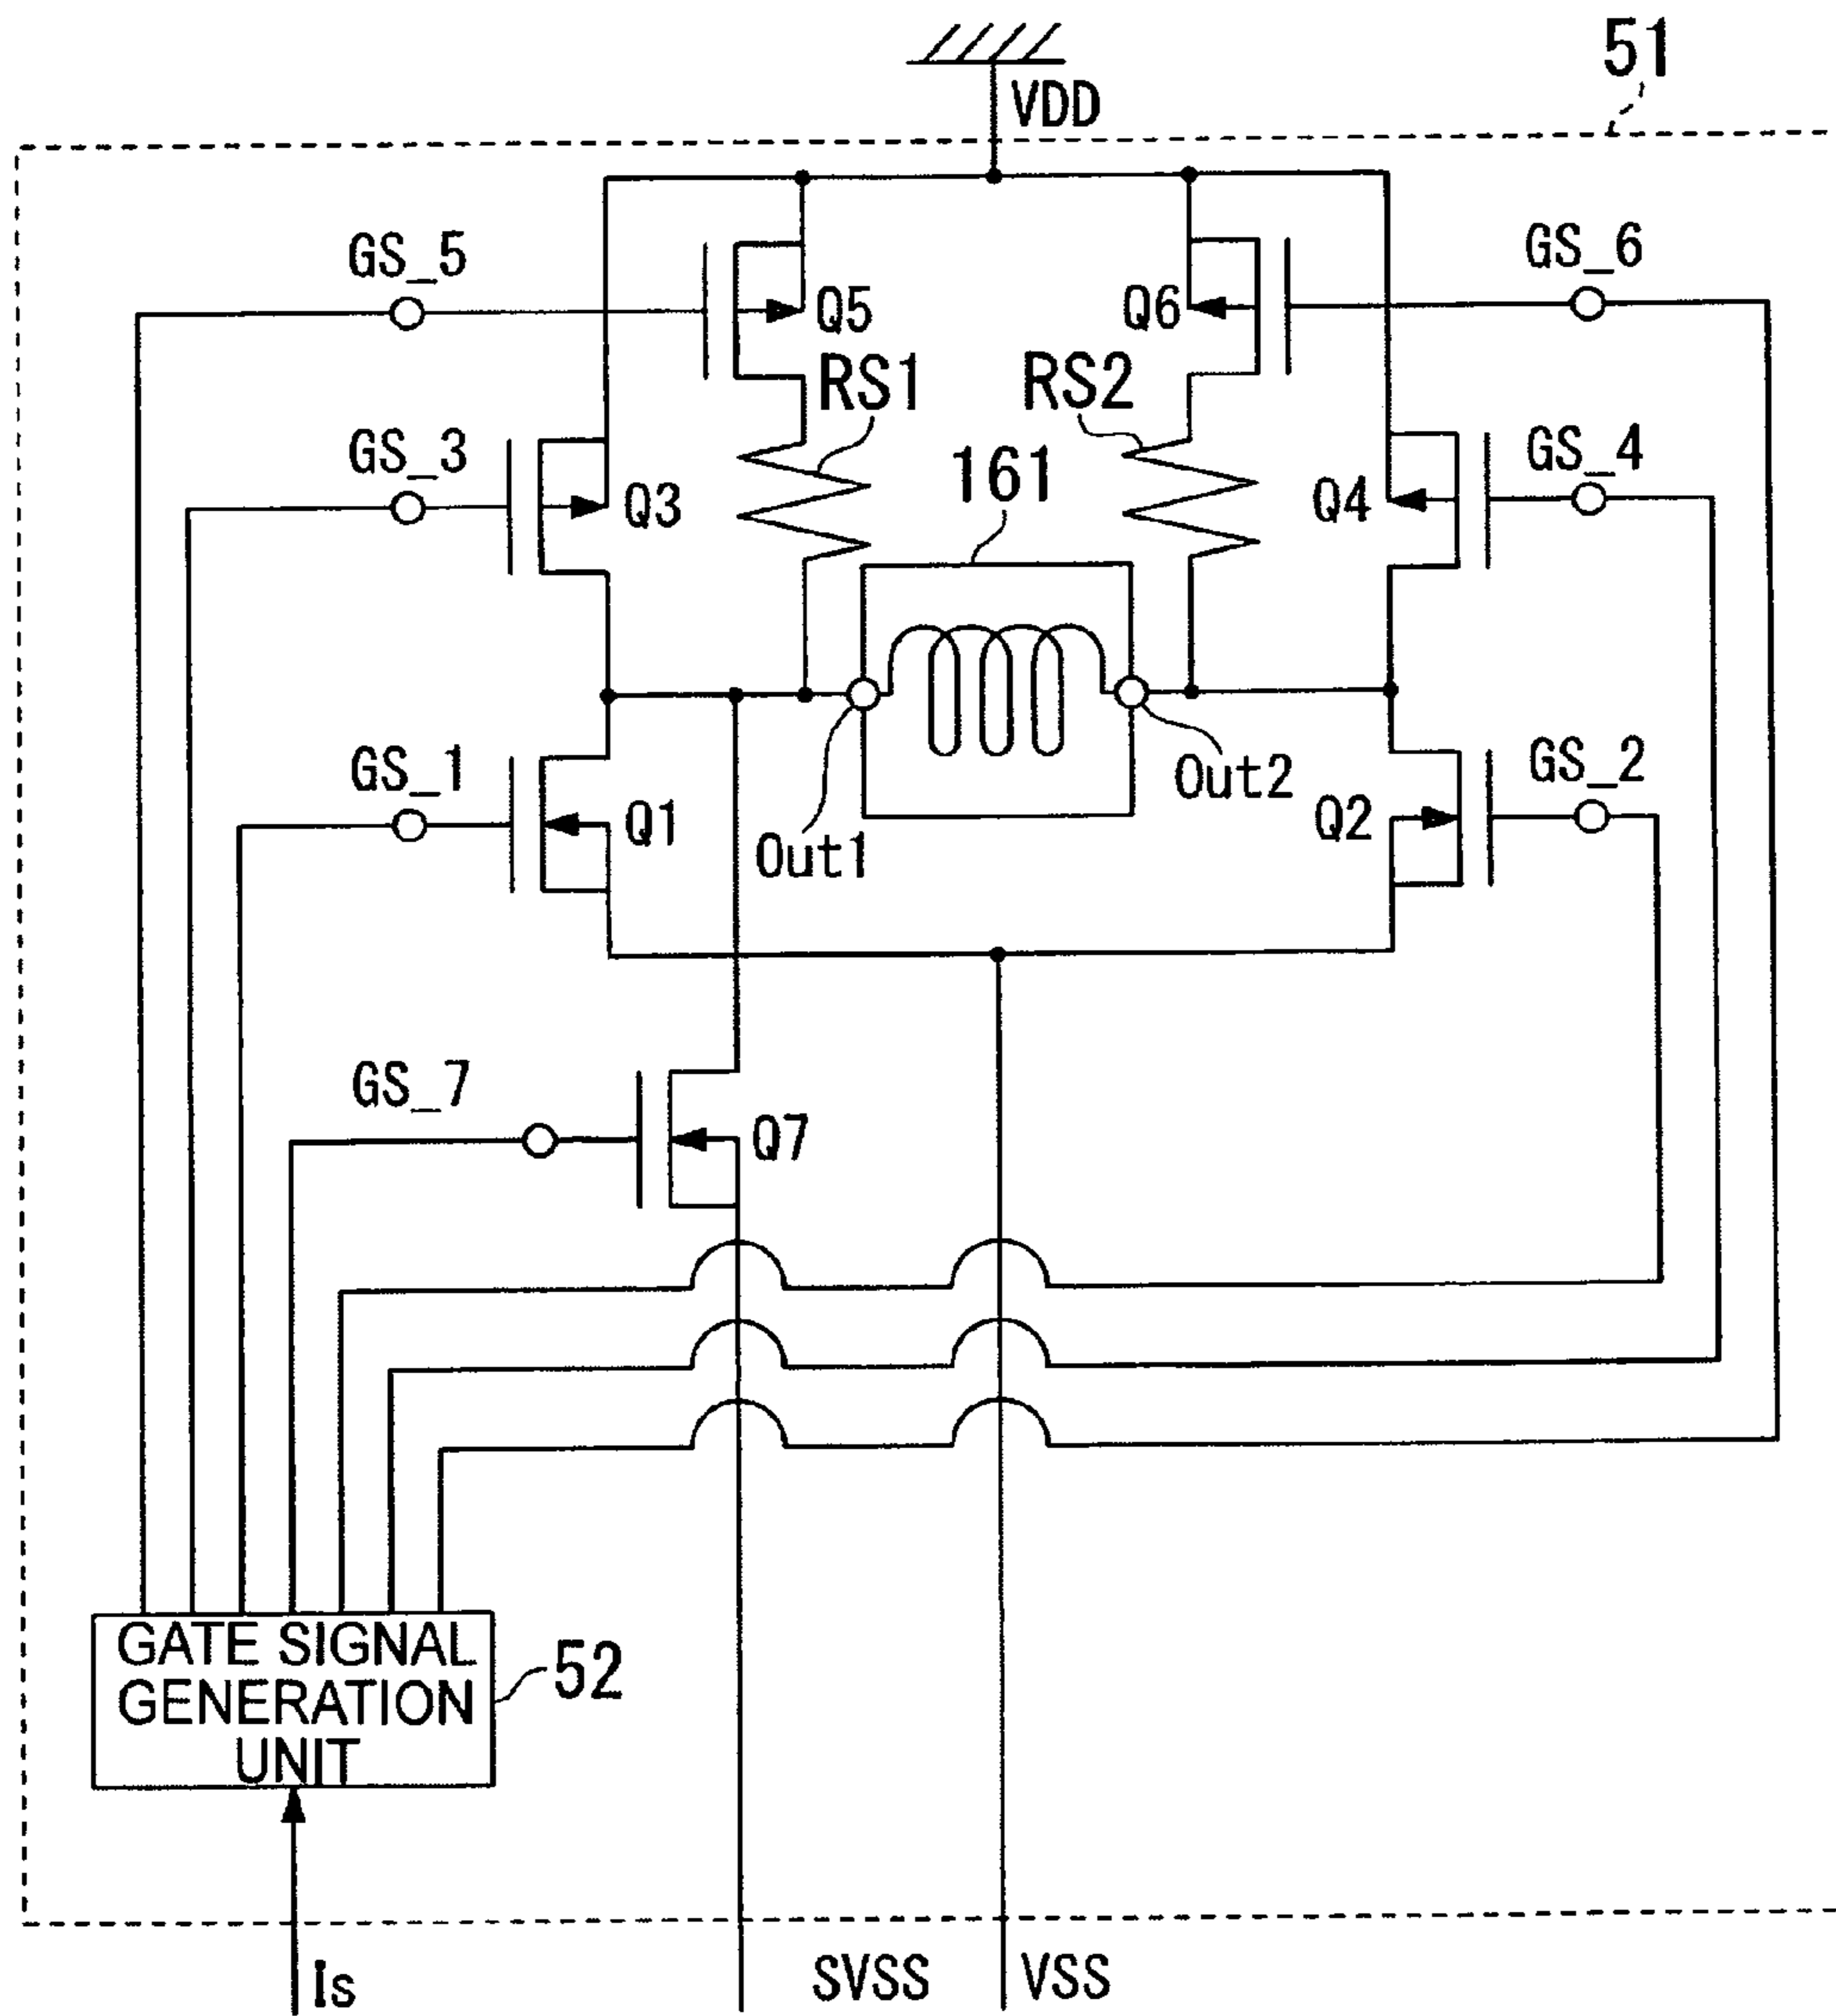 51
VDD
GS_5
GS_6
Q5
Q6
RS1
RS2
GS_3
GS_4
161
Q3
Q4
GS_1
GS_2
Out2
Q1
Q2
Out1
GS_7
Q7
GATE SIGNAL
GENERATION
UNIT
52
Is
SVSS
VSS